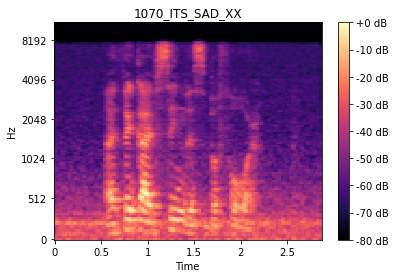 1070_ITS_SAD_XX
Hz
8192
4096
2048
1024
512
0
0
0.5
1
1.5
2
2.5
Time
+0 dB
-10 dB
-20 dB
-30 dB
-40 dB
-50 dB
-60 dB
-70 dB
-80 dB